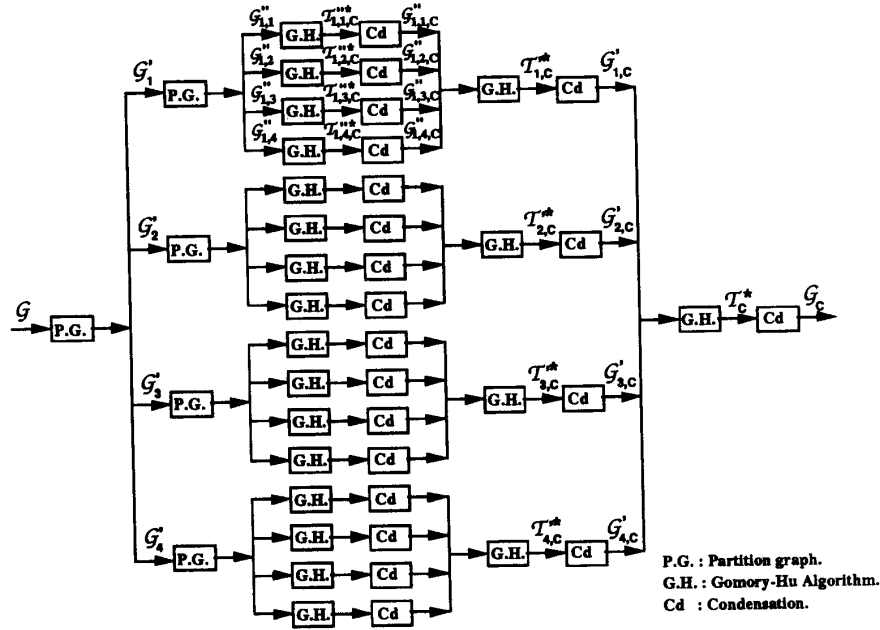 𝒢''₁,₁ 𝒯''*₁,₁,C 𝒢''₁,₁,C
G.H. Cd
𝒢''₁,₂ 𝒯''*₁,₂,C 𝒢''₁,₂,C
G.H. Cd
𝒢''₁,₃ 𝒯''*₁,₃,C 𝒢''₁,₃,C
G.H. Cd
𝒢''₁,₄ 𝒯''*₁,₄,C 𝒢''₁,₄,C
G.H. Cd
𝒢'₁ P.G. G.H. 𝒯'*₁,C Cd 𝒢'₁,C
G.H. Cd
G.H. Cd
G.H. Cd
G.H. Cd
𝒢'₂ P.G. G.H. 𝒯'*₂,C Cd 𝒢'₂,C
𝒢 P.G. G.H. 𝒯*C Cd 𝒢C
G.H. Cd
G.H. Cd
G.H. Cd
G.H. Cd
𝒢'₃ P.G. G.H. 𝒯'*₃,C Cd 𝒢'₃,C
G.H. Cd
G.H. Cd
G.H. Cd
G.H. Cd
𝒢'₄ P.G. G.H. 𝒯'*₄,C Cd 𝒢'₄,C
P.G. : Partition graph.
G.H. : Gomory-Hu Algorithm.
Cd : Condensation.